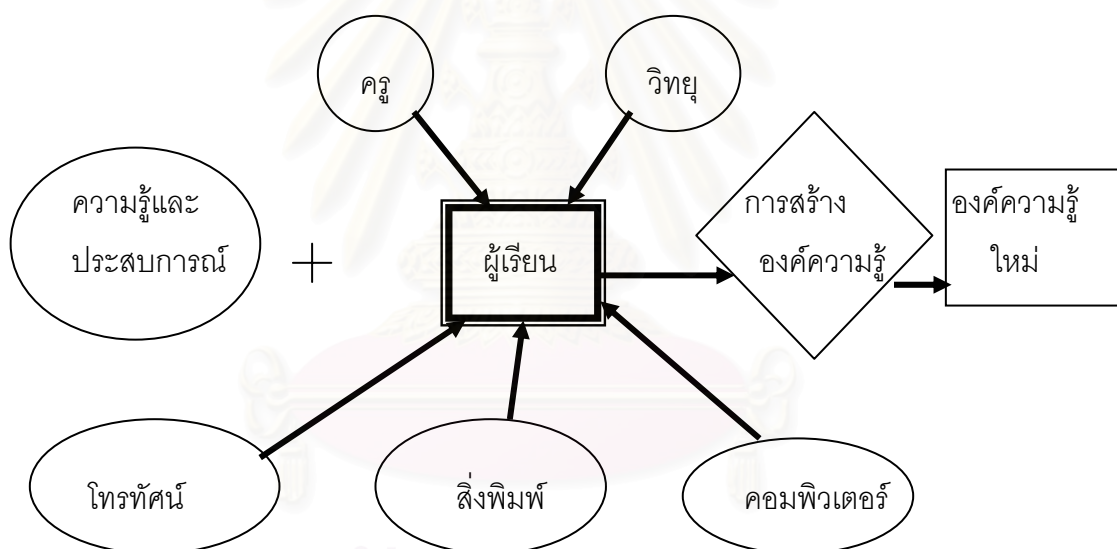 ครู
วิทยุ
ความรู้และ
ประสบการณ์
+
ผู้เรียน
การสร้าง
องค์ความรู้
องค์ความรู้
ใหม่
โทรทัศน์
สิ่งพิมพ์
คอมพิวเตอร์